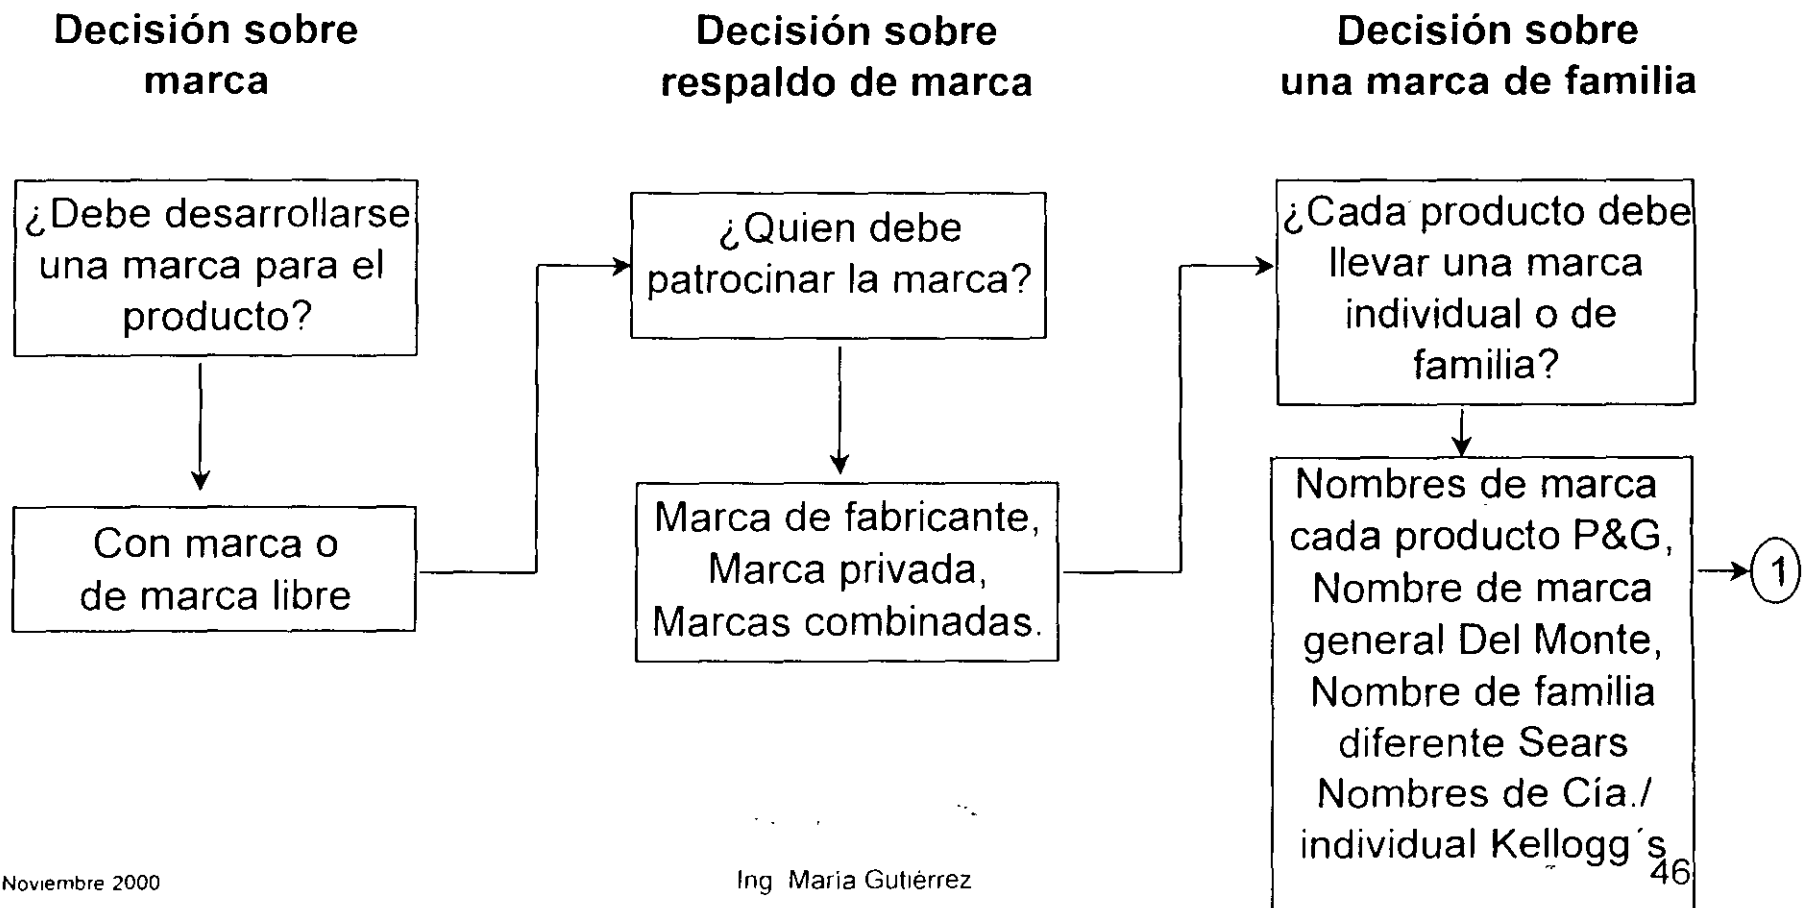 Decisión sobre
marca
Decisión sobre
respaldo de marca
Decisión sobre
una marca de familia
¿Debe desarrollarse
una marca para el
producto?
Con marca o
de marca libre
¿Quien debe
patrocinar la marca?
Marca de fabricante,
Marca privada,
Marcas combinadas.
¿Cada producto debe
llevar una marca
individual o de
familia?
Nombres de marca
cada producto P&G,
Nombre de marca
general Del Monte,
Nombre de familia
diferente Sears
Nombres de Cía./
individual Kellogg´s
1
Noviembre 2000
Ing María Gutiérrez
46